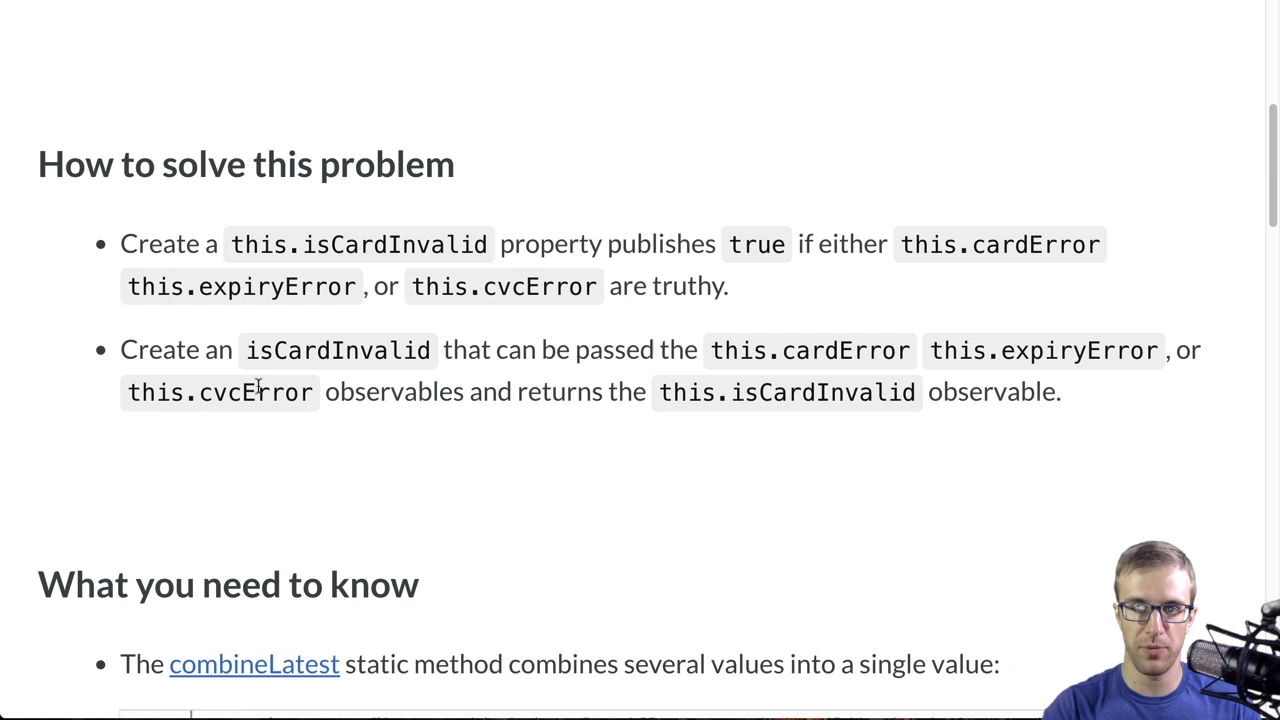 How to solve this problem
• Create a this.isCardInvalid property publishes true if either this.cardError
this.expiryError, or this.cvcError are truthy.
• Create an isCardInvalid that can be passed the this.cardError this.expiryError, or
this.cvcError observables and returns the this.isCardInvalid observable.
What you need to know
• The combineLatest static method combines several values into a single value: